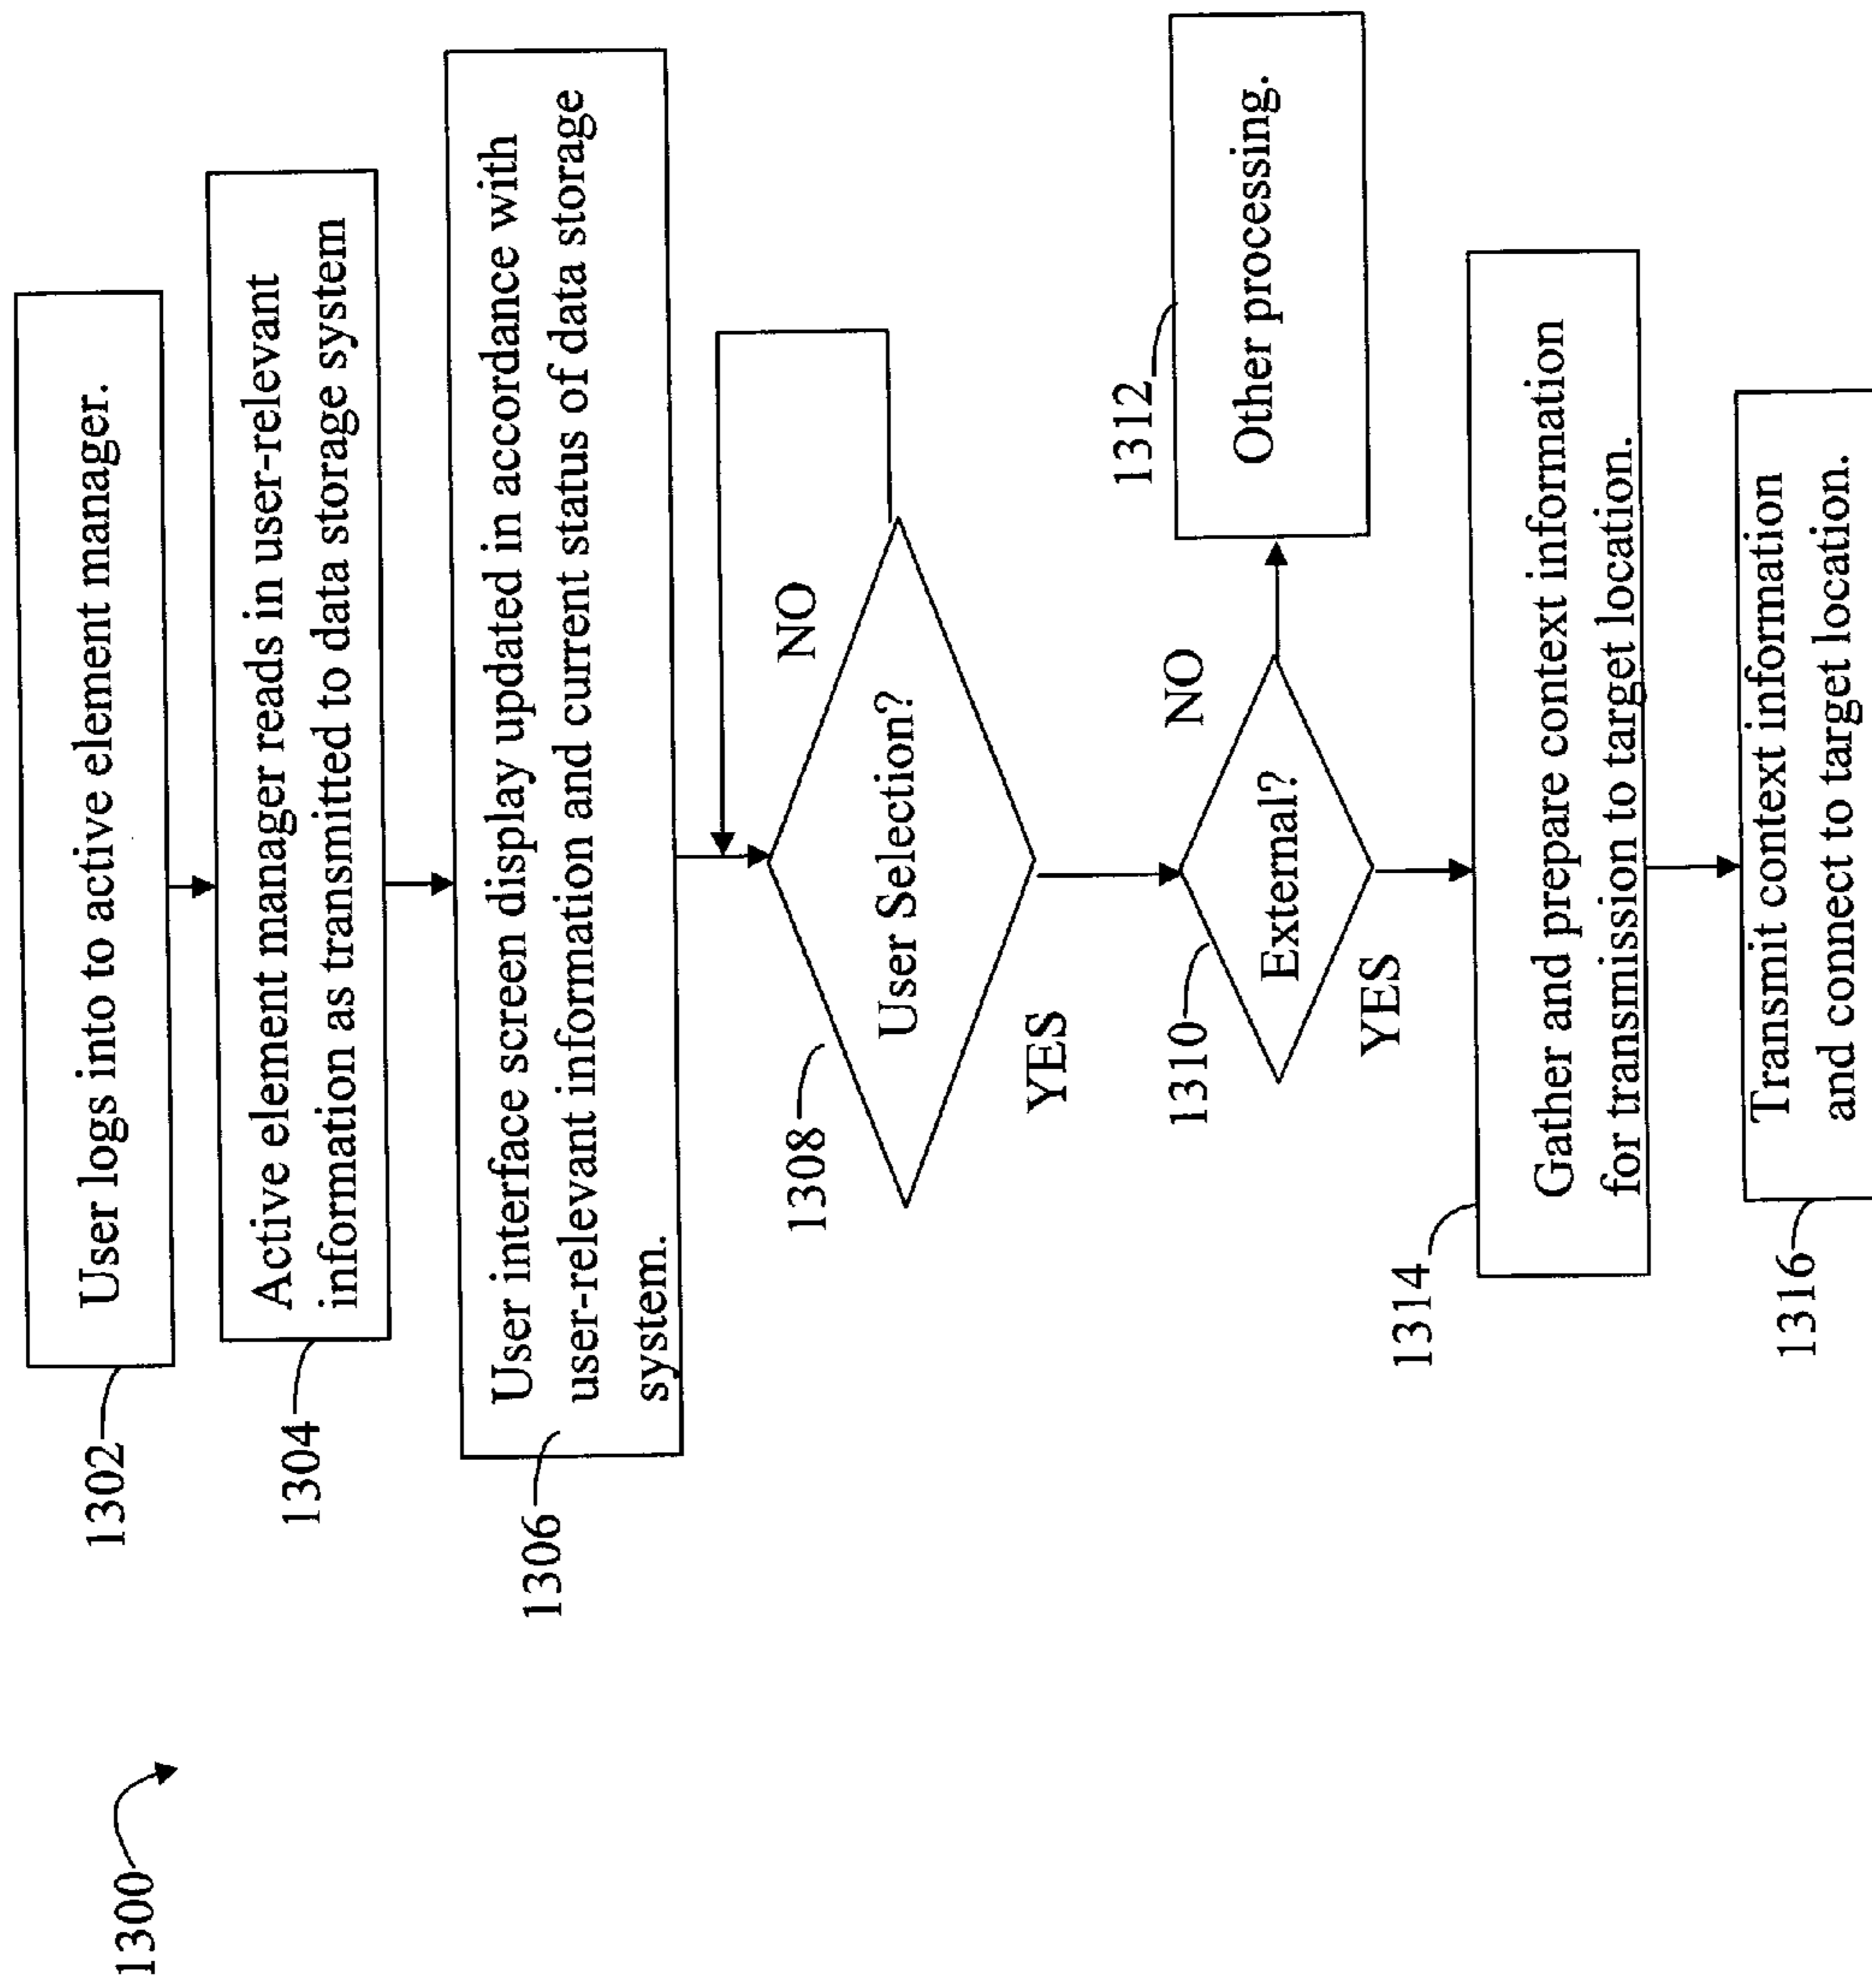 1300
1302
User logs into to active element manager.
1304
Active element manager reads in user-relevant
information as transmitted to data storage system
1306
User interface screen display updated in accordance with
user-relevant information and current status of data storage
system.
1308
User Selection?
NO
YES
1310
External?
NO
1312
Other processing.
YES
1314
Gather and prepare context information
for transmission to target location.
1316
Transmit context information
and connect to target location.